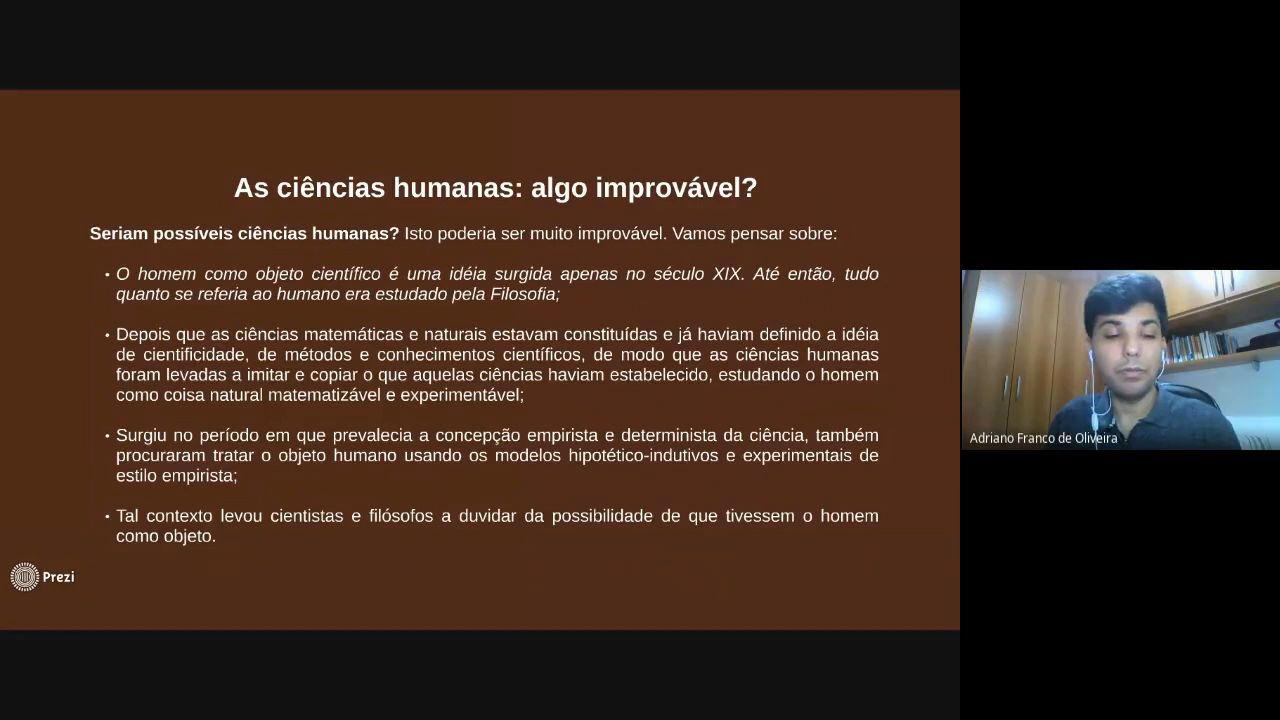 As ciências humanas: algo improvável?
Seriam possíveis ciências humanas? Isto poderia ser muito improvável. Vamos pensar sobre:
• O homem como objeto científico é uma idéia surgida apenas no século XIX. Até então, tudo
quanto se referia ao humano era estudado pela Filosofia;
• Depois que as ciências matemáticas e naturais estavam constituídas e já haviam definido a idéia
de cientificidade, de métodos e conhecimentos científicos, de modo que as ciências humanas
foram levadas a imitar e copiar o que aquelas ciências haviam estabelecido, estudando o homem
como coisa natural matematizável e experimentável;
• Surgiu no período em que prevalecia a concepção empirista e determinista da ciência, também
procuraram tratar o objeto humano usando os modelos hipotético-indutivos e experimentais de
estilo empirista;
• Tal contexto levou cientistas e filósofos a duvidar da possibilidade de que tivessem o homem
como objeto.
Prezi
Adriano Franco de Oliveira